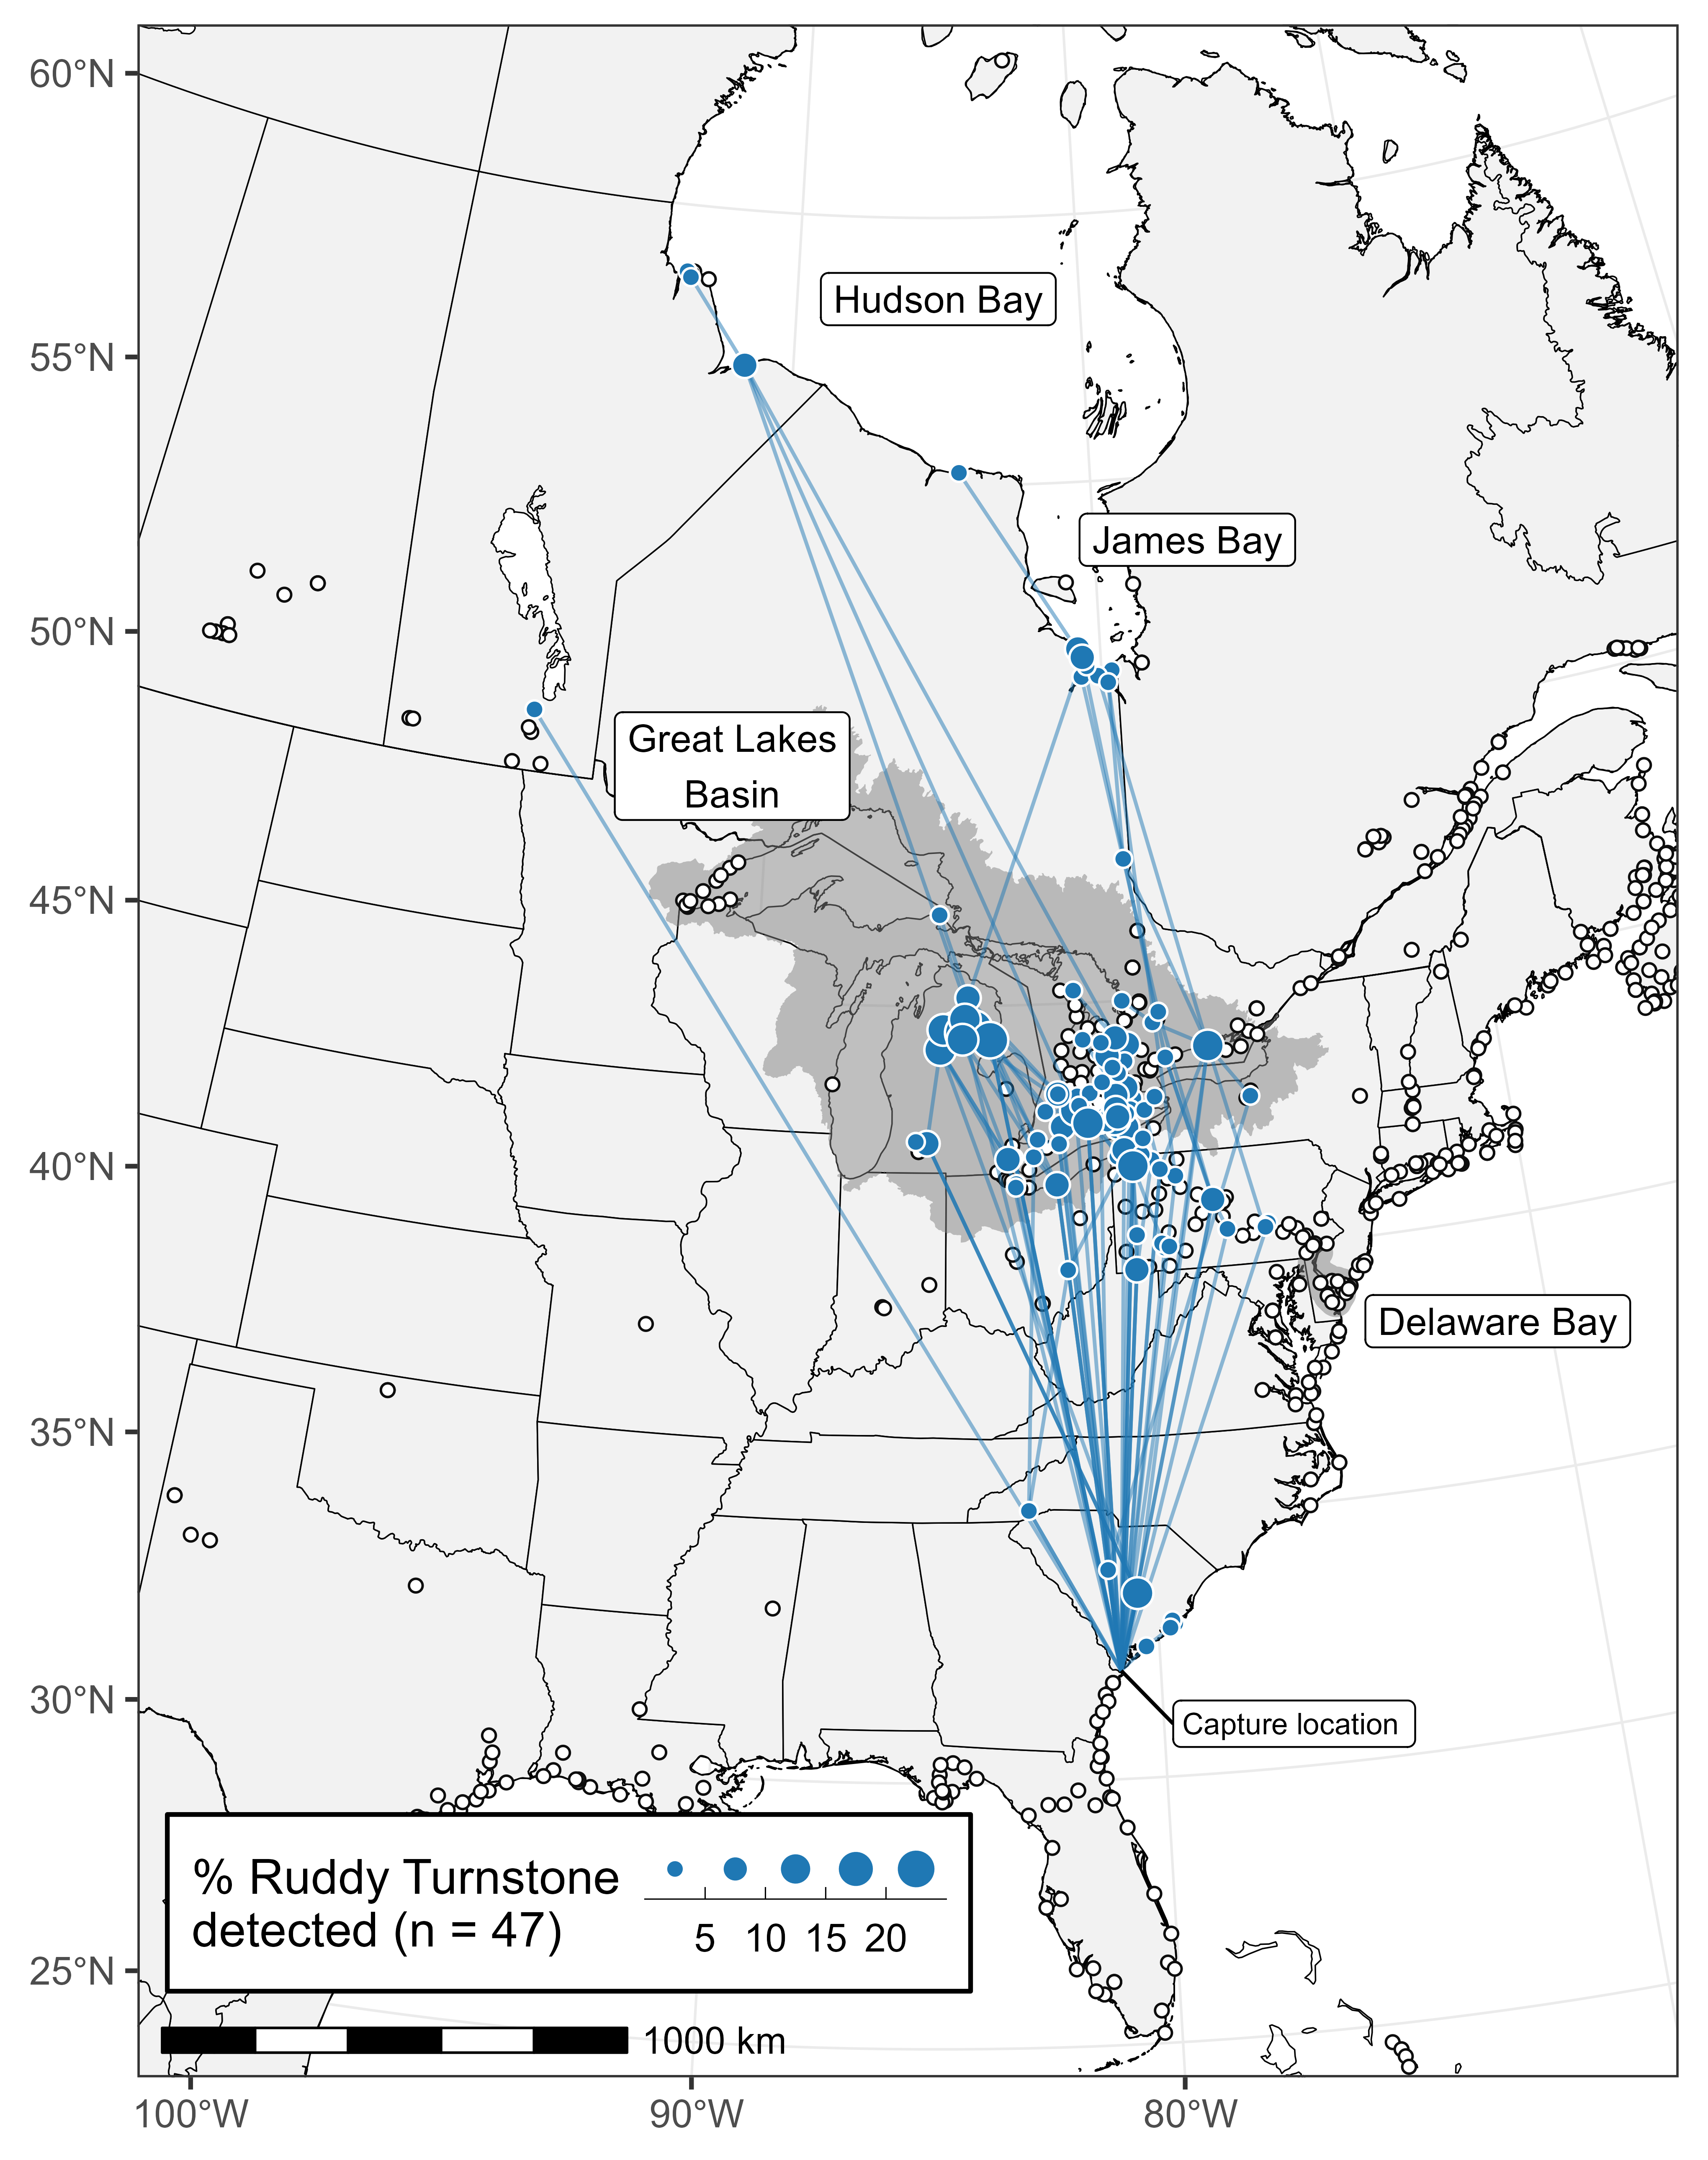 60°N
55°N
50°N
45°N
40°N
35°N
30°N
25°N
Hudson Bay
James Bay
Great Lakes
Basin
Delaware Bay
Capture location
% Ruddy Turnstone
detected (n = 47)
5 10 15 20
1000 km
100°W 90°W 80°W